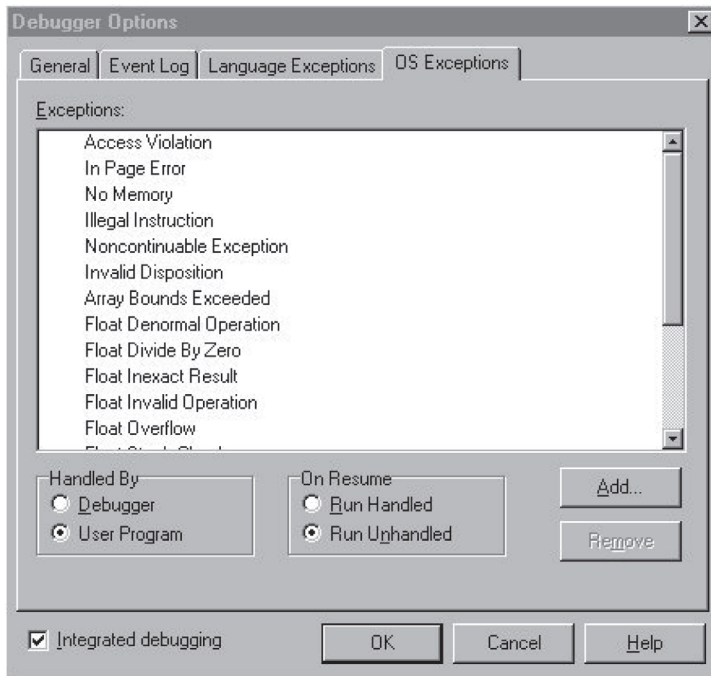 Debugger Options
General Event Log Language Exceptions OS Exceptions
Exceptions:
Access Violation
In Page Error
No Memory
Illegal Instruction
Noncontinuable Exception
Invalid Disposition
Array Bounds Exceeded
Float Denormal Operation
Float Divide By Zero
Float Inexact Result
Float Invalid Operation
Float Overflow
Handled By
Debugger
User Program
On Resume
Run Handled
Run Unhandled
Add...
Remove
Integrated debugging
OK Cancel Help